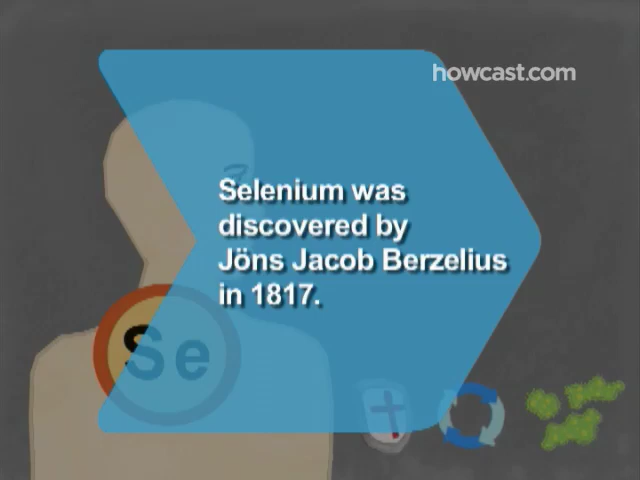 howcast.com
Selenium was
discovered by
Jöns Jacob Berzelius
in 1817.
Se